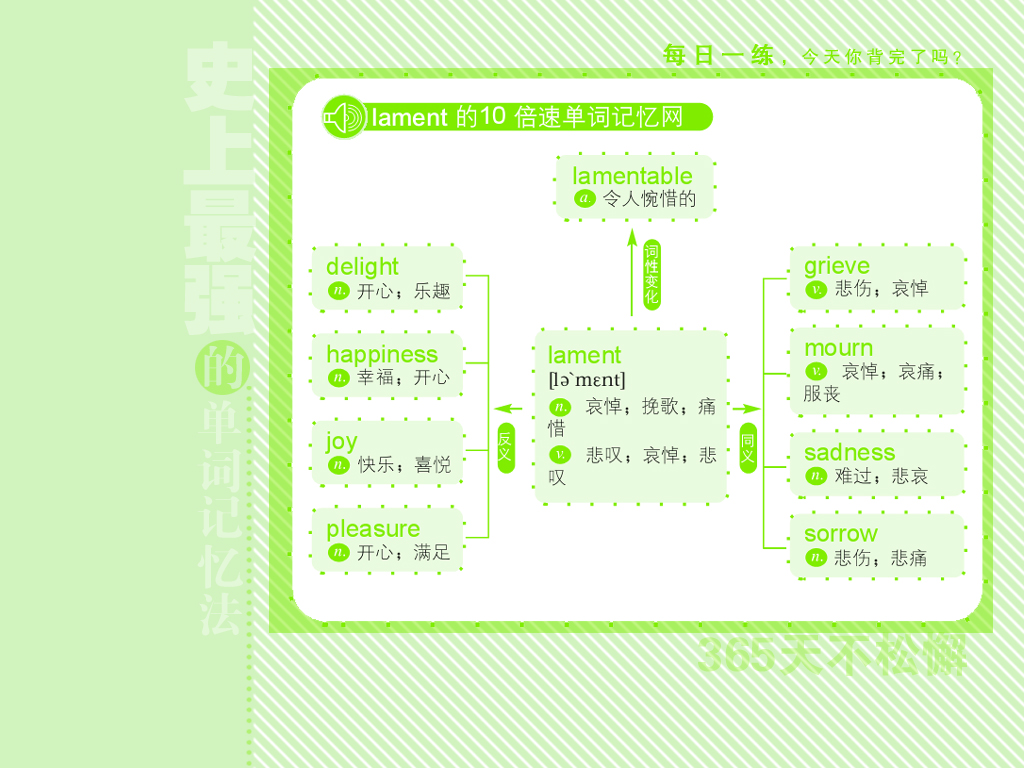 每日一练，今天你背完了吗？
史上最强的单词记忆法
lament 的10 倍速单词记忆网
lamentable
a 令人惋惜的
词性变化
delight
n. 开心；乐趣
happiness
n. 幸福；开心
joy
n. 快乐；喜悦
pleasure
n. 开心；满足
反义
lament
[lə`mɛnt]
n. 哀悼；挽歌；痛
惜
v. 悲叹；哀悼；悲
叹
同义
grieve
v. 悲伤；哀悼
mourn
v. 哀悼；哀痛；
服丧
sadness
n. 难过；悲哀
sorrow
n. 悲伤；悲痛
365天不松懈